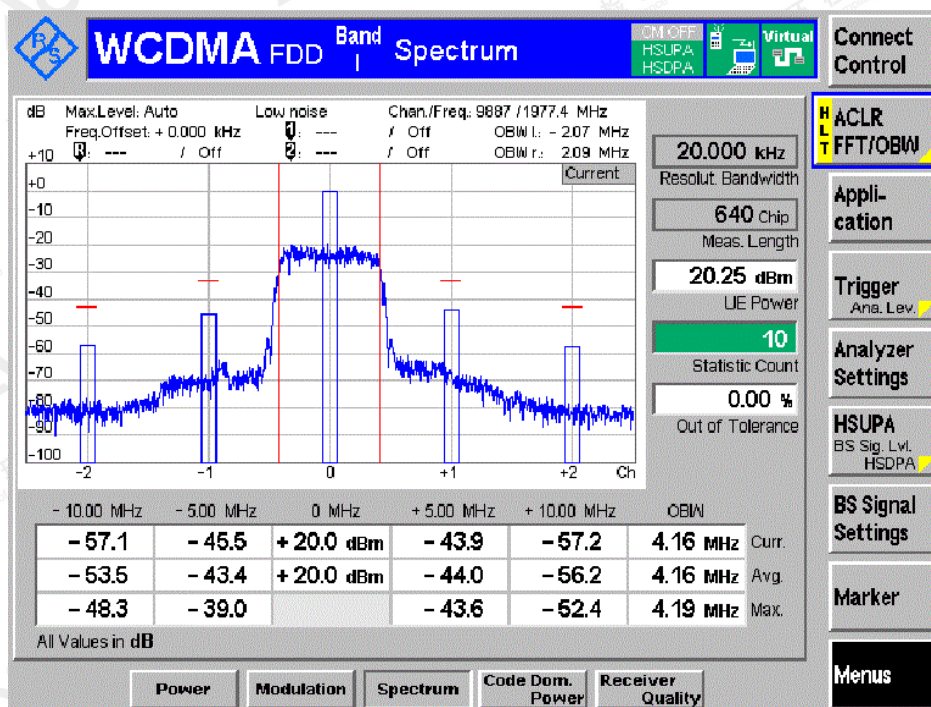 R&S
WCDMA FDD Band I Spectrum
CM OFF
HSUPA
HSDPA
Virtual
Connect Control
dB Max.Level: Auto Low noise Chan./Freq.: 9887 / 1977.4 MHz
Freq.Offset: + 0.000 kHz 1: --- / Off OBW l.: - 2.07 MHz
R: --- / Off 2: --- / Off OBW r.: 2.09 MHz
Current
+10
+0
-10
-20
-30
-40
-50
-60
-70
-80
-90
-100
-2 -1 0 +1 +2 Ch
20.000 kHz
Resolut. Bandwidth
640 Chip
Meas. Length
20.25 dBm
UE Power
10
Statistic Count
0.00 %
Out of Tolerance
- 10.00 MHz - 5.00 MHz 0 MHz + 5.00 MHz + 10.00 MHz OBW
- 57.1 - 45.5 + 20.0 dBm - 43.9 - 57.2 4.16 MHz Curr.
- 53.5 - 43.4 + 20.0 dBm - 44.0 - 56.2 4.16 MHz Avg.
- 48.3 - 39.0 - 43.6 - 52.4 4.19 MHz Max.
All Values in dB
HLT
ACLR
FFT/OBW
Appli-
cation
Trigger
Ana. Lev.
Analyzer
Settings
HSUPA
BS Sig. Lvl.
HSDPA
BS Signal
Settings
Marker
Menus
Power Modulation Spectrum Code Dom. Power Receiver Quality